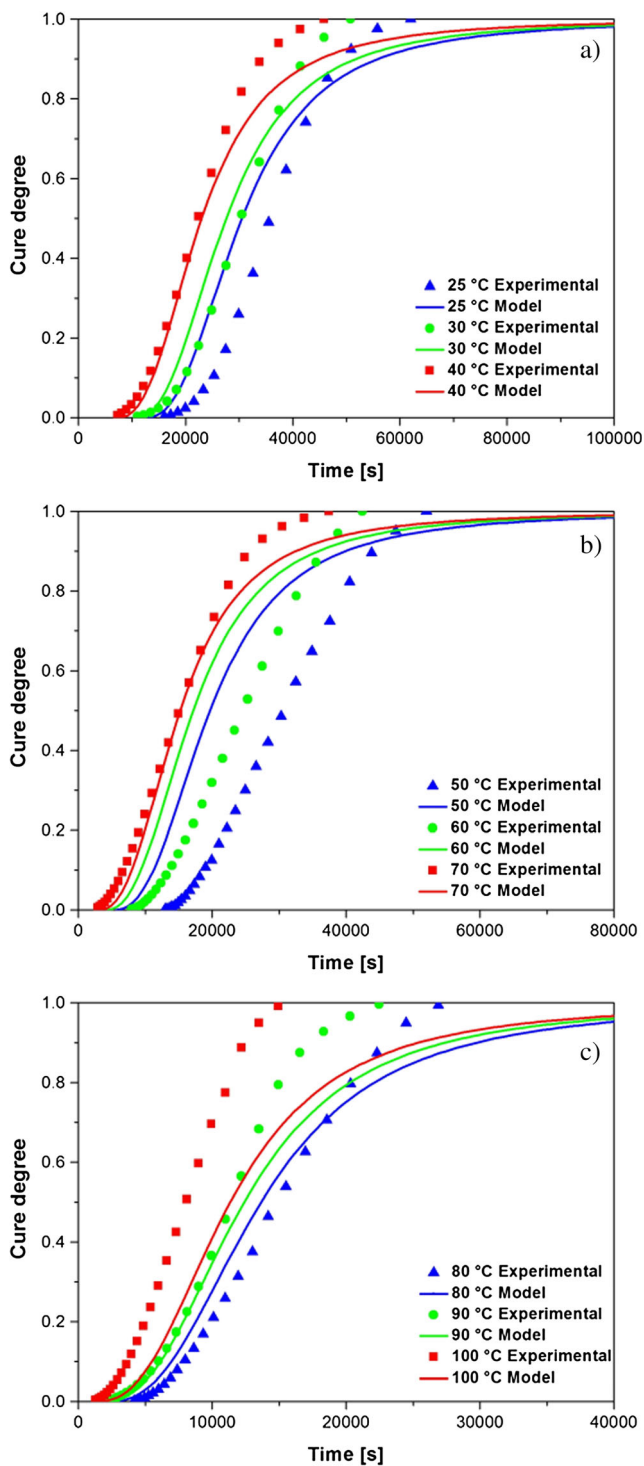 a)
1.0
0.8
0.6
0.4
0.2
0.0
Cure degree
25 °C Experimental
25 °C Model
30 °C Experimental
30 °C Model
40 °C Experimental
40 °C Model
0 20000 40000 60000 80000 100000
Time [s]
b)
1.0
0.8
0.6
0.4
0.2
0.0
Cure degree
50 °C Experimental
50 °C Model
60 °C Experimental
60 °C Model
70 °C Experimental
70 °C Model
0 20000 40000 60000 80000
Time [s]
c)
1.0
0.8
0.6
0.4
0.2
0.0
Cure degree
80 °C Experimental
80 °C Model
90 °C Experimental
90 °C Model
100 °C Experimental
100 °C Model
0 10000 20000 30000 40000
Time [s]